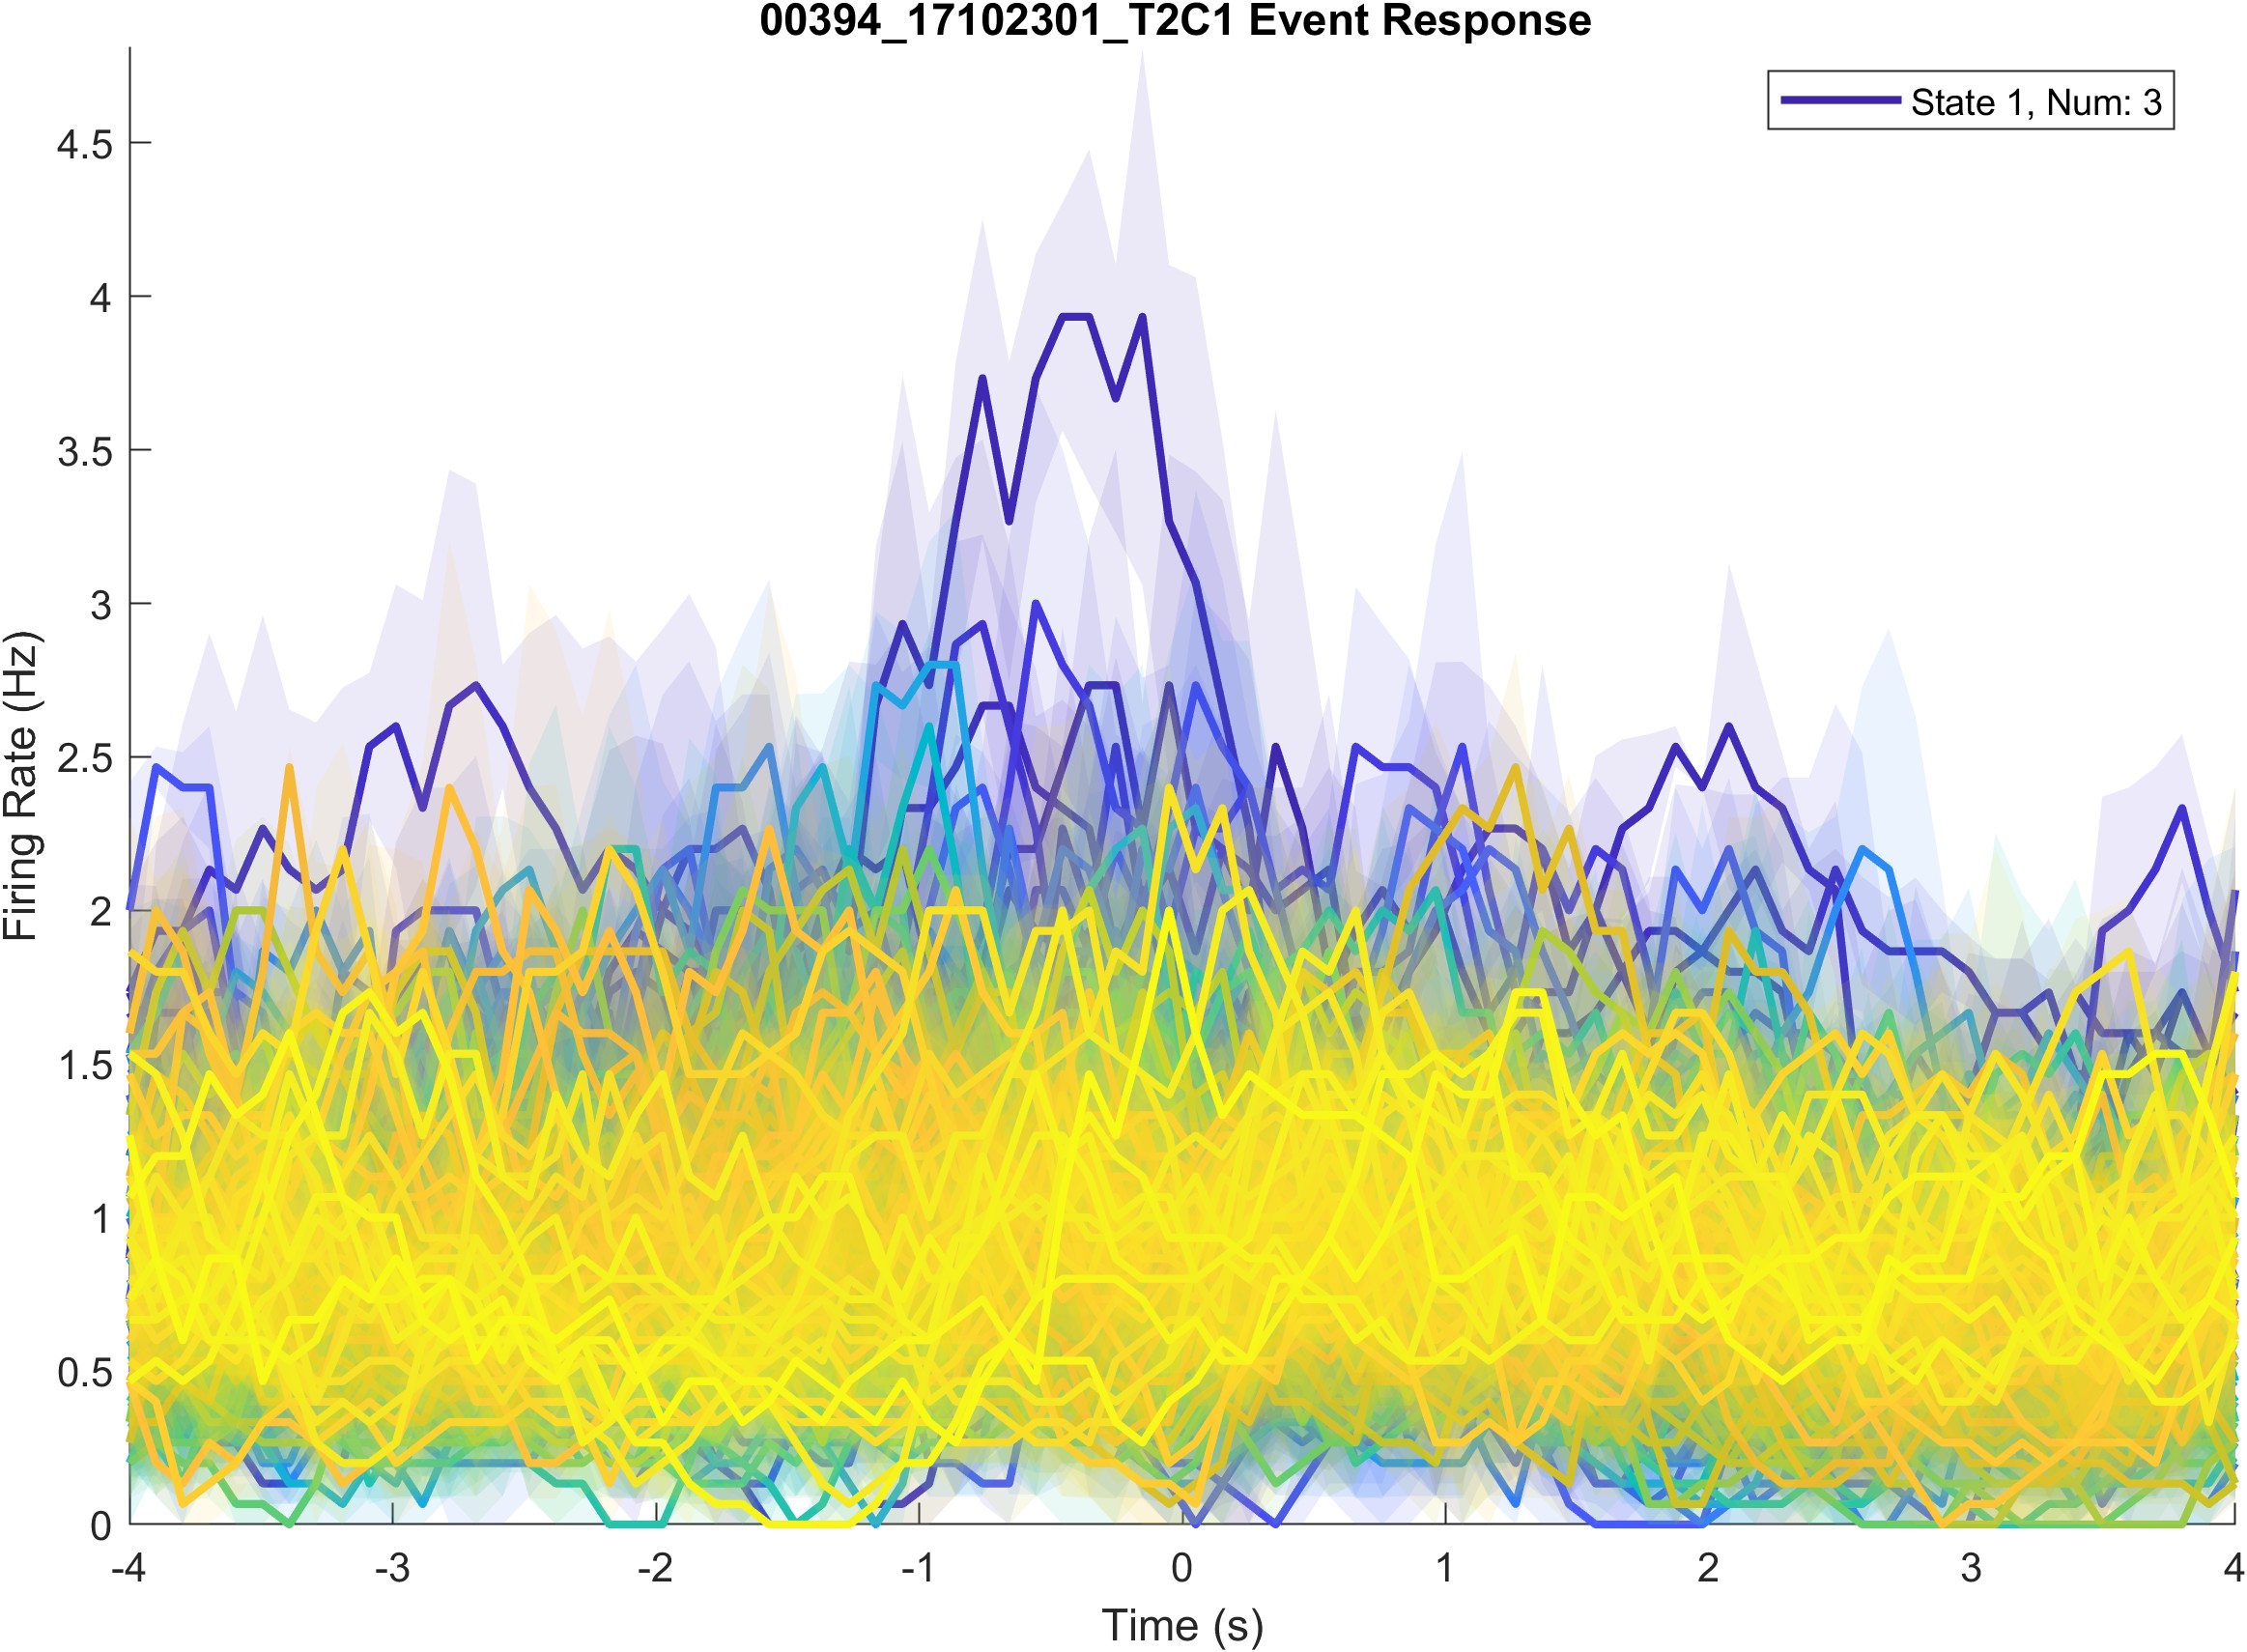 00394_17102301_T2C1 Event Response
State 1, Num: 3
Firing Rate (Hz)
4.5
4
3.5
3
2.5
2
1.5
1
0.5
0
-4 -3 -2 -1 0 1 2 3 4
Time (s)